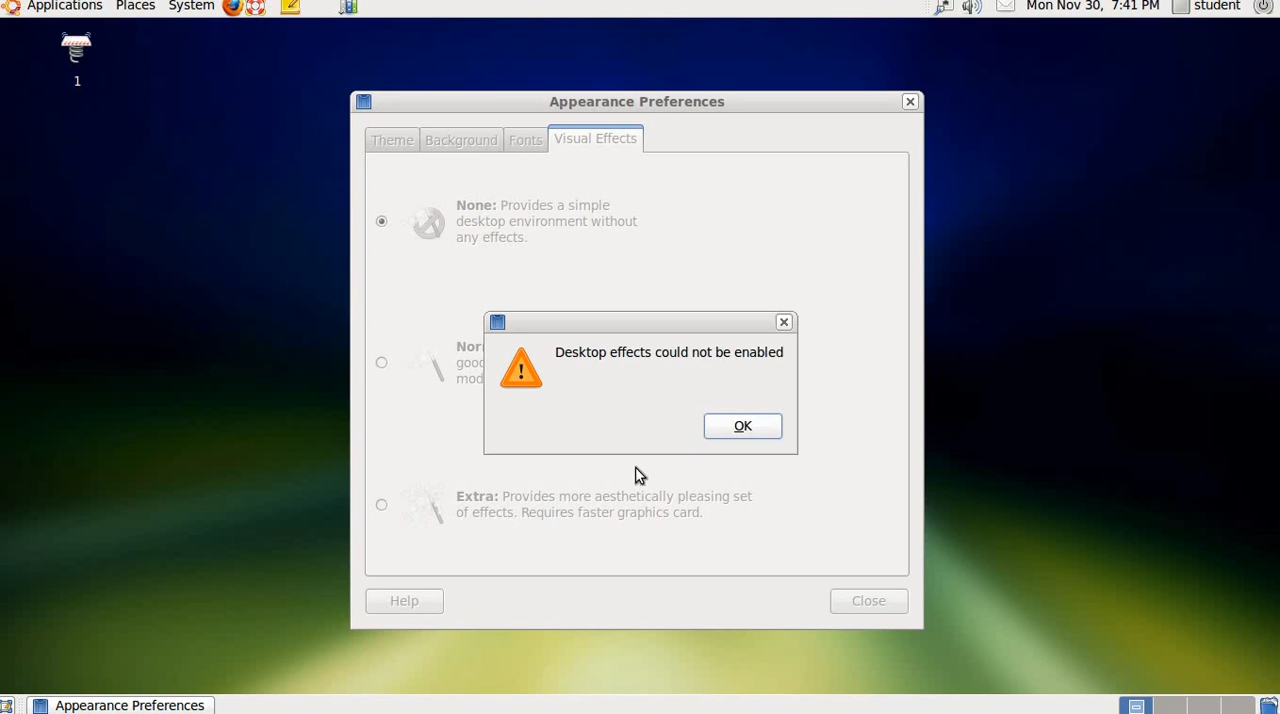 Applications Places System
Mon Nov 30, 7:41 PM student
1
Appearance Preferences
Theme Background Fonts Visual Effects
None: Provides a simple
desktop environment without
any effects.
Desktop effects could not be enabled
OK
Extra: Provides more aesthetically pleasing set
of effects. Requires faster graphics card.
Help Close
Appearance Preferences